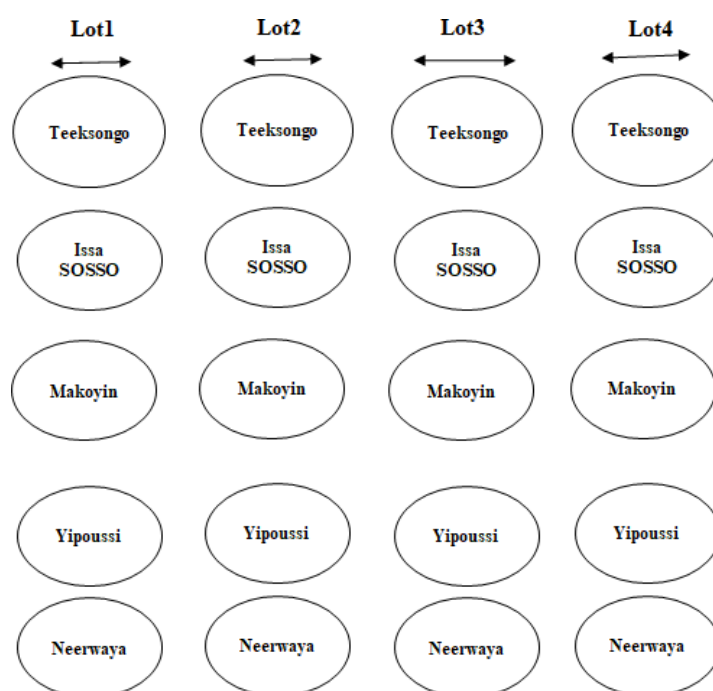 Lot1 Lot2 Lot3 Lot4
Teeksongo Teeksongo Teeksongo Teeksongo
Issa Issa Issa Issa
SOSSO SOSSO SOSSO SOSSO
Makoyin Makoyin Makoyin Makoyin
Yipoussi Yipoussi Yipoussi Yipoussi
Neerwaya Neerwaya Neerwaya Neerwaya